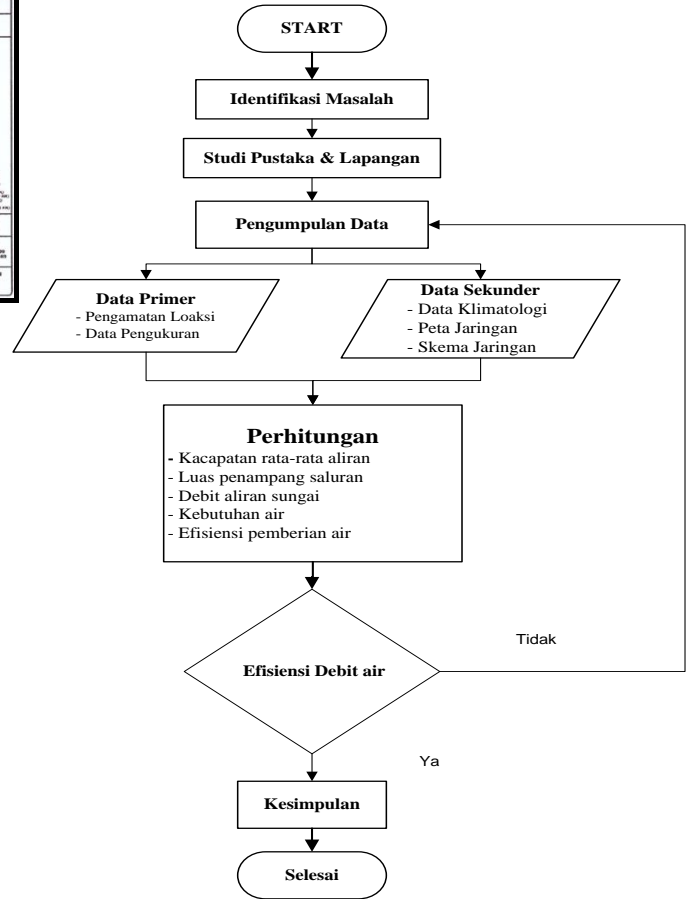 START
Identifikasi Masalah
Studi Pustaka & Lapangan
Pengumpulan Data
Data Primer
- Pengamatan Loaksi
- Data Pengukuran
Data Sekunder
- Data Klimatologi
- Peta Jaringan
- Skema Jaringan
Perhitungan
- Kacapatan rata-rata aliran
- Luas penampang saluran
- Debit aliran sungai
- Kebutuhan air
- Efisiensi pemberian air
Efisiensi Debit air
Tidak
Ya
Kesimpulan
Selesai